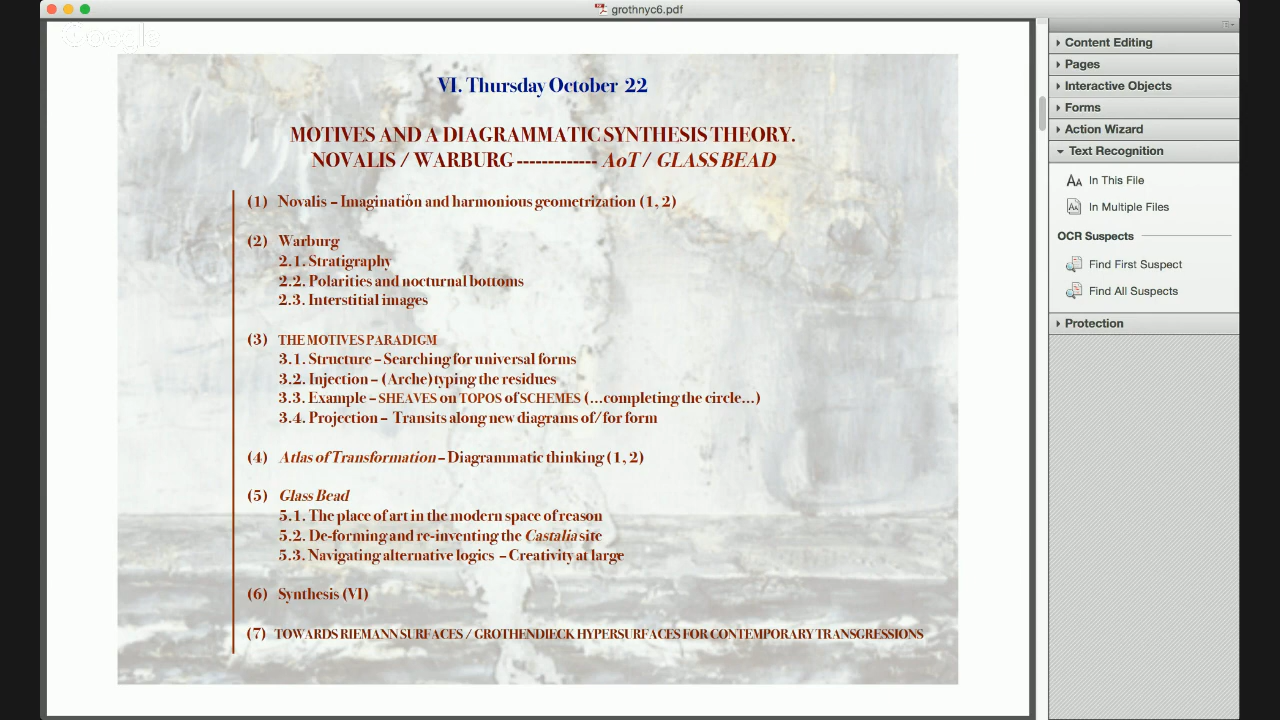 grothnyc6.pdf
Google
VI. Thursday October 22
MOTIVES AND A DIAGRAMMATIC SYNTHESIS THEORY.
NOVALIS / WARBURG ------------- AoT / GLASS BEAD
(1) Novalis – Imagination and harmonious geometrization (1, 2)
(2) Warburg
2.1. Stratigraphy
2.2. Polarities and nocturnal bottoms
2.3. Interstitial images
(3) THE MOTIVES PARADIGM
3.1. Structure – Searching for universal forms
3.2. Injection – (Arche)typing the residues
3.3. Example – SHEAVES on TOPOS of SCHEMES (...completing the circle...)
3.4. Projection – Transits along new diagrams of/for form
(4) Atlas of Transformation – Diagrammatic thinking (1, 2)
(5) Glass Bead
5.1. The place of art in the modern space of reason
5.2. De-forming and re-inventing the Castalia site
5.3. Navigating alternative logics – Creativity at large
(6) Synthesis (VI)
(7) TOWARDS RIEMANN SURFACES / GROTHENDIECK HYPERSURFACES FOR CONTEMPORARY TRANSGRESSIONS
Content Editing
Pages
Interactive Objects
Forms
Action Wizard
Text Recognition
In This File
In Multiple Files
OCR Suspects
Find First Suspect
Find All Suspects
Protection